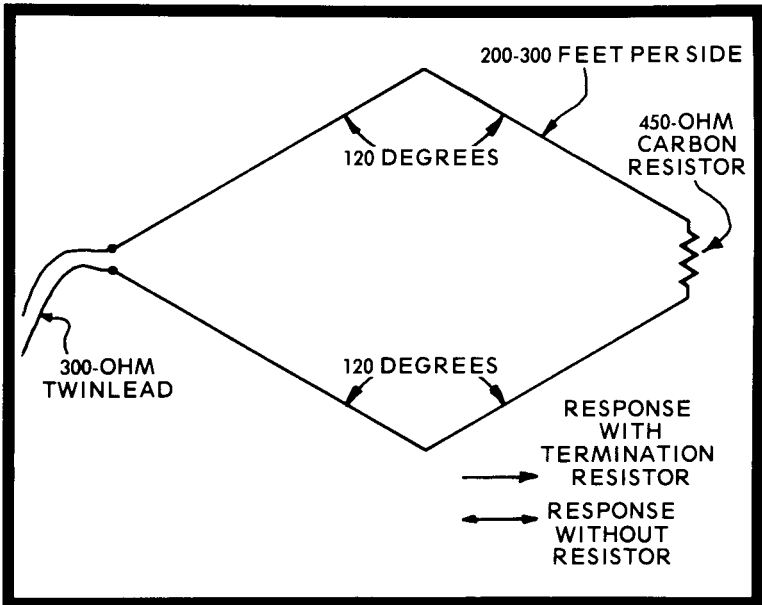 200-300 FEET PER SIDE
450-OHM
CARBON
RESISTOR
120 DEGREES
300-OHM
TWINLEAD
120 DEGREES
RESPONSE
WITH
TERMINATION
RESISTOR
RESPONSE
WITHOUT
RESISTOR